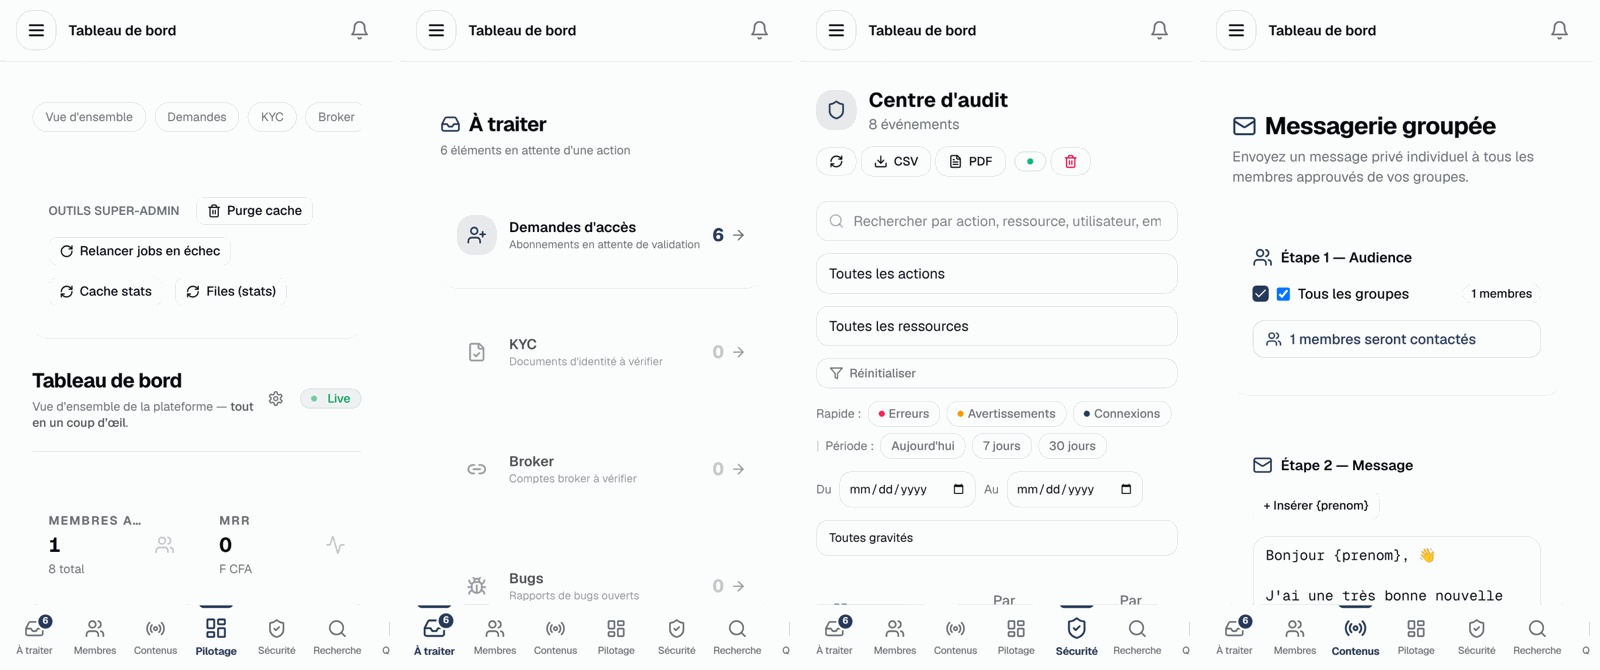 Tableau de bord
Vue d'ensemble
Demandes
KYC
Broker
OUTILS SUPER-ADMIN
Purge cache
Relancer jobs en échec
Cache stats
Files (stats)
Tableau de bord
Vue d'ensemble de la plateforme — tout
en un coup d'œil.
Live
MEMBRES A...
1
8 total
MRR
0
F CFA
6
À traiter
Membres
Contenus
Pilotage
Sécurité
Recherche
Q
Tableau de bord
À traiter
6 éléments en attente d'une action
Demandes d'accès
Abonnements en attente de validation
6
KYC
Documents d'identité à vérifier
0
Broker
Comptes broker à vérifier
0
Bugs
Rapports de bugs ouverts
0
6
À traiter
Membres
Contenus
Pilotage
Sécurité
Recherche
Q
Tableau de bord
Centre d'audit
8 événements
CSV
PDF
Rechercher par action, ressource, utilisateur, em
Toutes les actions
Toutes les ressources
Réinitialiser
Rapide :
Erreurs
Avertissements
Connexions
| Période :
Aujourd'hui
7 jours
30 jours
Du
mm/dd/yyyy
Au
mm/dd/yyyy
Toutes gravités
Par
Par
6
À traiter
Membres
Contenus
Pilotage
Sécurité
Recherche
Q
Tableau de bord
Messagerie groupée
Envoyez un message privé individuel à tous les
membres approuvés de vos groupes.
Étape 1 — Audience
Tous les groupes
1 membres
1 membres seront contactés
Étape 2 — Message
+ Insérer {prenom}
Bonjour {prenom}, 👋
J'ai une très bonne nouvelle
6
À traiter
Membres
Contenus
Pilotage
Sécurité
Recherche
Q